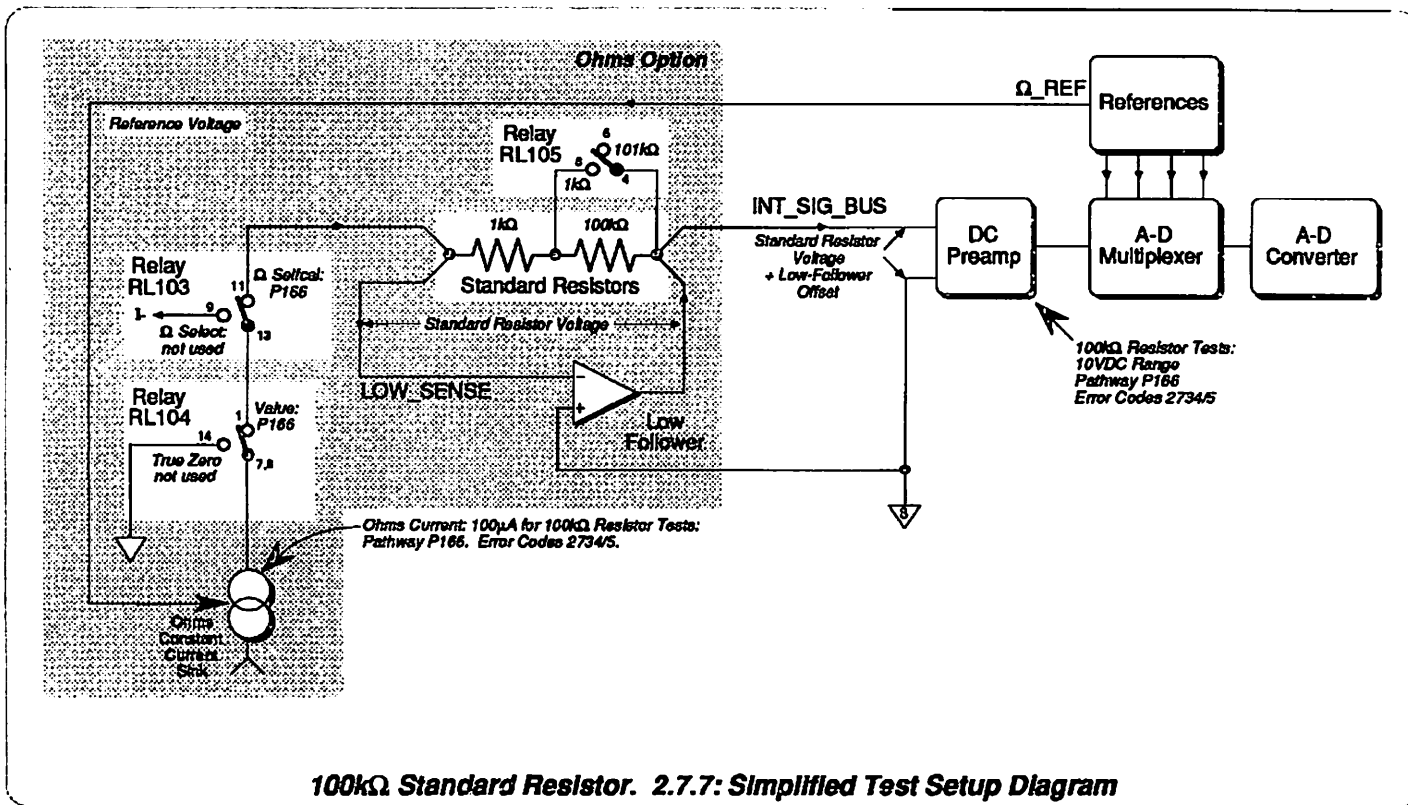 Ohms Option
Ω_REF
References
Reference Voltage
Relay
RL105
6
101kΩ
8
1kΩ
4
1kΩ
100kΩ
Standard Resistors
INT_SIG_BUS
Standard Resistor
Voltage
+ Low-Follower
Offset
DC
Preamp
A-D
Multiplexer
A-D
Converter
Relay
RL103
11
Ω Selfcal:
P166
I-
9
Ω Select:
not used
13
Standard Resistor Voltage
LOW_SENSE
−
+
Low
Follower
100kΩ Resistor Tests:
10VDC Range
Pathway P166
Error Codes 2734/5
Relay
RL104
1
Value:
P166
14
True Zero
not used
7,8
Ohms Current: 100µA for 100kΩ Resistor Tests:
Pathway P166. Error Codes 2734/5.
Ohms
Constant
Current
Sink
100kΩ Standard Resistor. 2.7.7: Simplified Test Setup Diagram